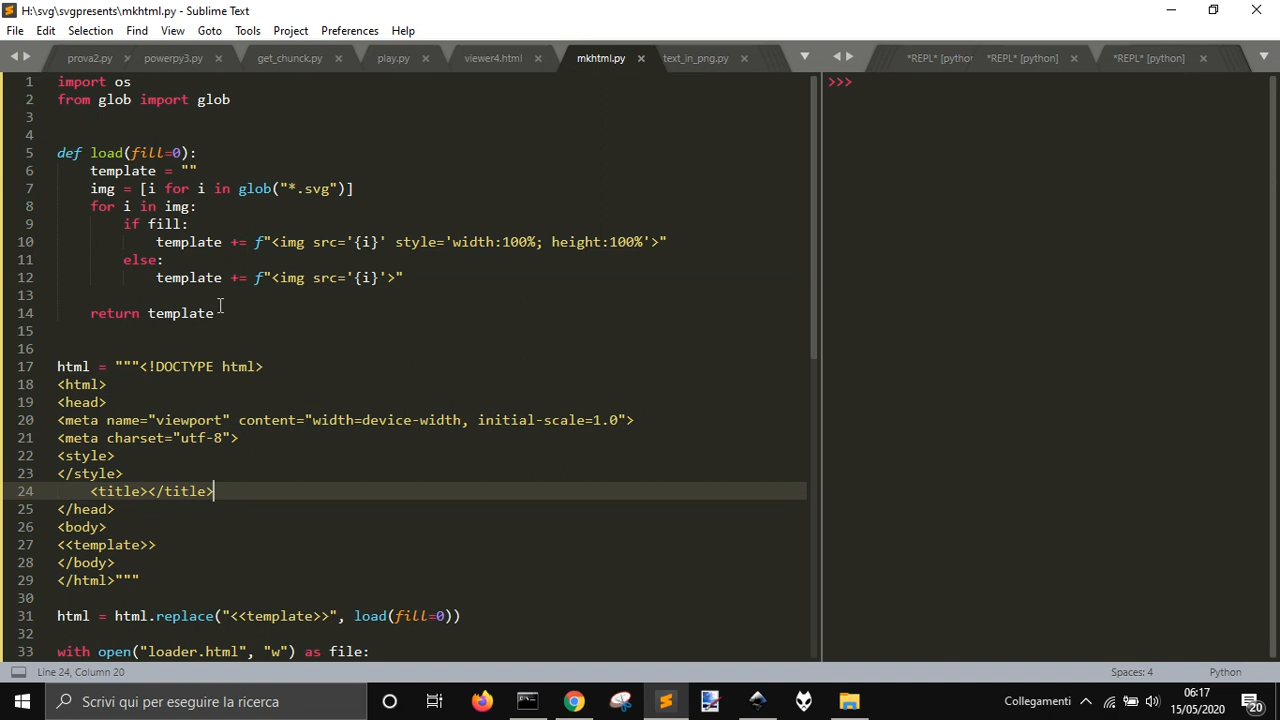 H:\svg\svgpresents\mkhtml.py - Sublime Text
File Edit Selection Find View Goto Tools Project Preferences Help
prova2.py powerpy3.py get_chunck.py play.py viewer4.html mkhtml.py text_in_png.py *REPL* [pythor *REPL* [python] *REPL* [python]
1 import os
2 from glob import glob
3
4
5 def load(fill=0):
6 template = ""
7 img = [i for i in glob("*.svg")]
8 for i in img:
9 if fill:
10 template += f"<img src='{i}' style='width:100%; height:100%'>"
11 else:
12 template += f"<img src='{i}'>"
13
14 return template
15
16
17 html = """<!DOCTYPE html>
18 <html>
19 <head>
20 <meta name="viewport" content="width=device-width, initial-scale=1.0">
21 <meta charset="utf-8">
22 <style>
23 </style>
24 <title></title>
25 </head>
26 <body>
27 <<template>>
28 </body>
29 </html>"""
30
31 html = html.replace("<<template>>", load(fill=0))
32
33 with open("loader.html", "w") as file:
>>>
Line 24, Column 20 Spaces: 4 Python
Scrivi qui per eseguire la ricerca
Collegamenti
06:17
15/05/2020
20